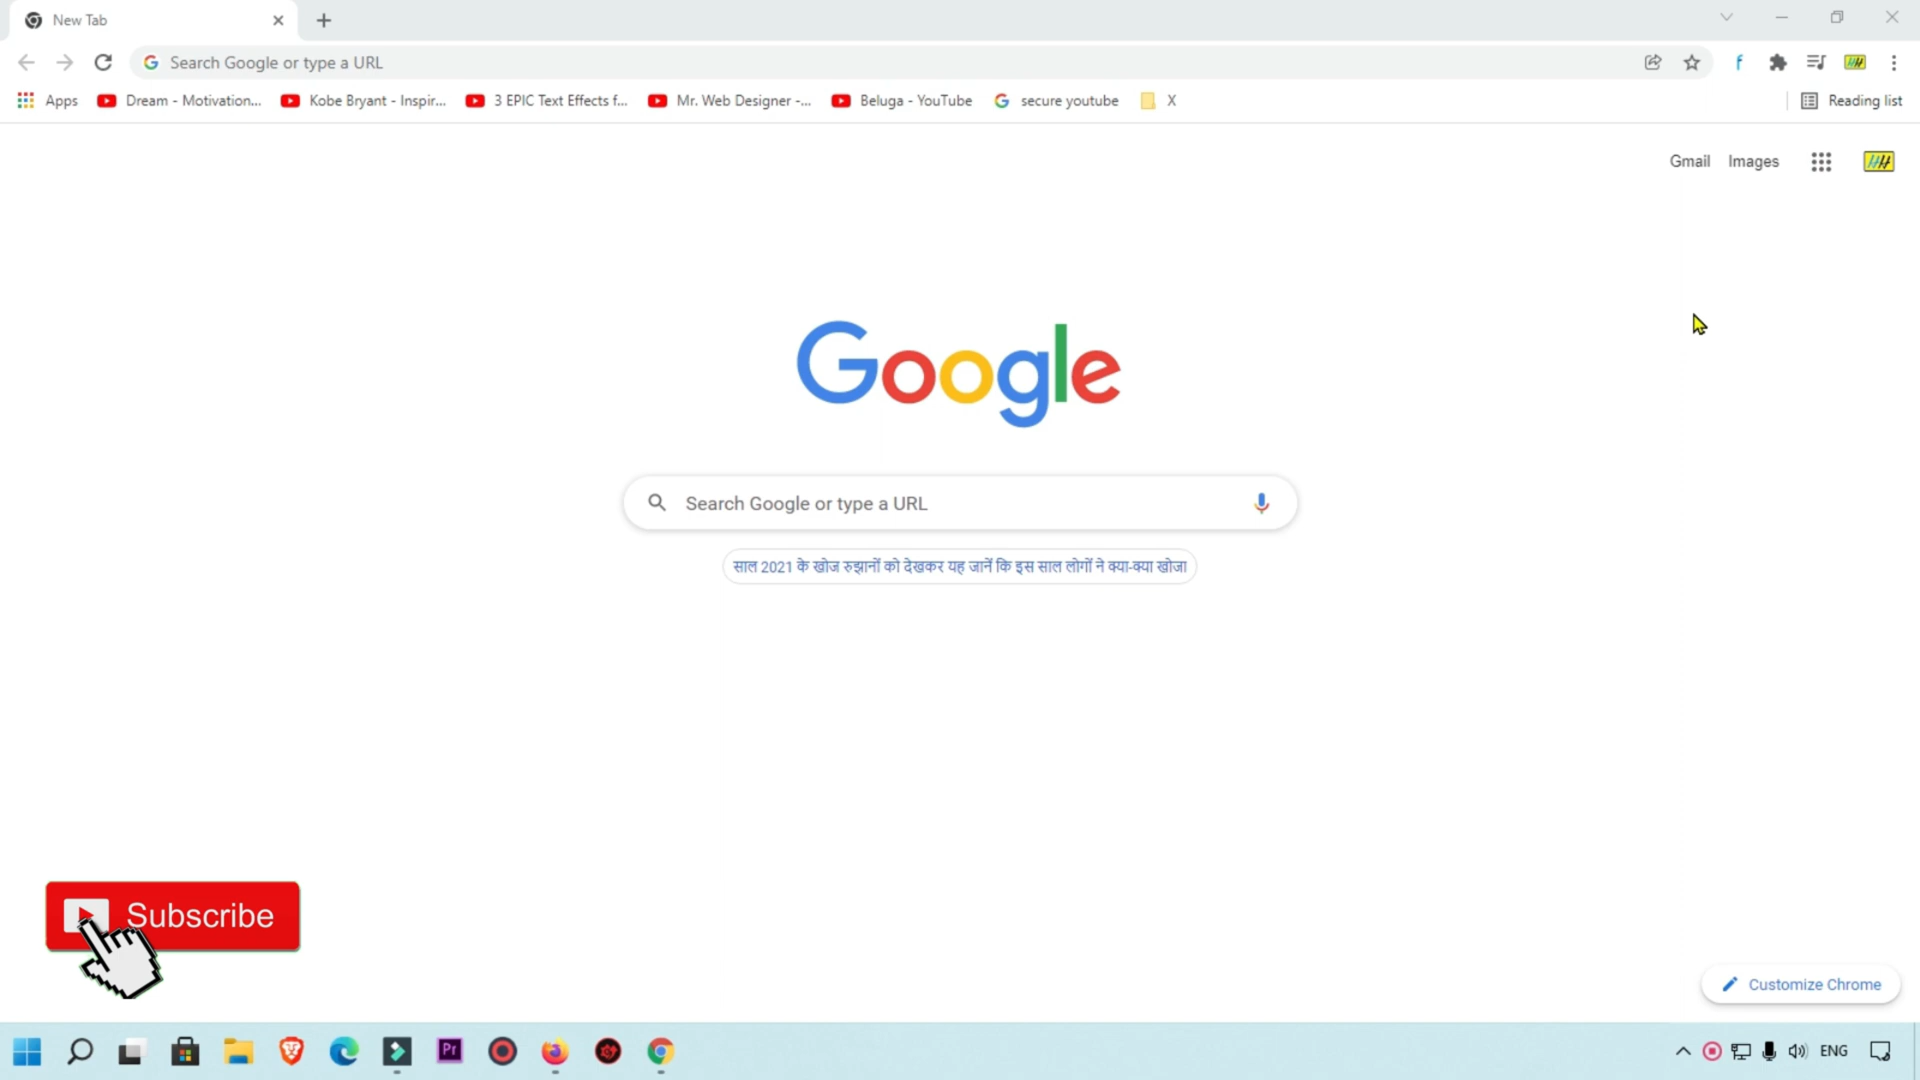 New Tab
Search Google or type a URL
Apps
Dream - Motivation...
Kobe Bryant - Inspir...
3 EPIC Text Effects f...
Mr. Web Designer -...
Beluga - YouTube
secure youtube
X
Reading list
Gmail
Images
Google
Search Google or type a URL
साल 2021 के खोज रुझानों को देखकर यह जानें कि इस साल लोगों ने क्या-क्या खोजा
Subscribe
Customize Chrome
Pr
ENG